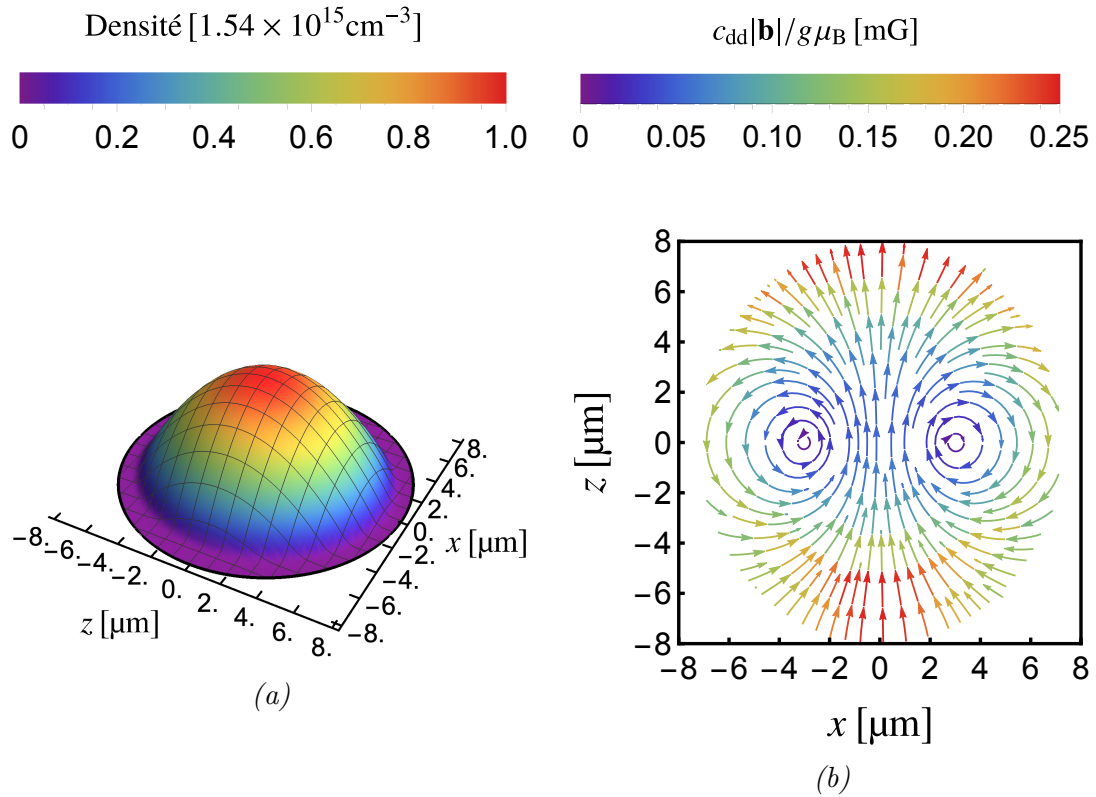 Densité [1.54 × 10^15 cm^−3]
0 0.2 0.4 0.6 0.8 1.0
c_dd|b|/gμ_B [mG]
0 0.05 0.10 0.15 0.20 0.25
8.
6.
4.
2.
0.
−2.
−4.
−6.
−8.
x [μm]
−8. −6. −4. −2. 0. 2. 4. 6. 8.
z [μm]
(a)
8
6
4
2
0
−2
−4
−6
−8
z [μm]
−8 −6 −4 −2 0 2 4 6 8
x [μm]
(b)